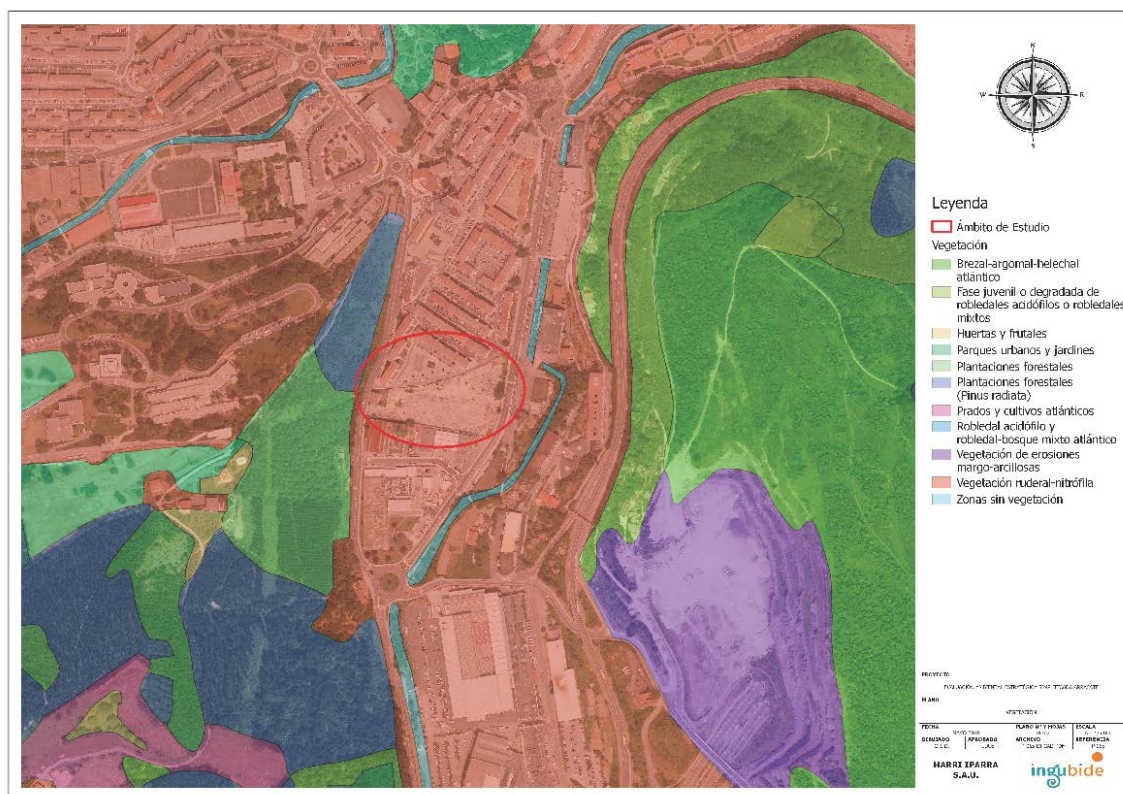 N
W
S
Leyenda
Ámbito de Estudio
Vegetación
Brezal-argomal-helechal
atlántico
Fase juvenil o degradada de
robledales acidófilos o robledales
mixtos
Huertas y frutales
Parques urbanos y jardines
Plantaciones forestales
Plantaciones forestales
(Pinus radiata)
Prados y cultivos atlánticos
Robledal acidófilo y
robledal-bosque mixto atlántico
Vegetación de erosiones
margo-arcillosas
Vegetación ruderal-nitrófila
Zonas sin vegetación
PROYECTO
PLANO
VEGETACIÓN
FECHA
PLANO Nº Y HOJAS
ESCALA
DIBUJADO
APROBADO
ARCHIVO
REFERENCIA
HARRI IPARRA
S.A.U.
ingubide